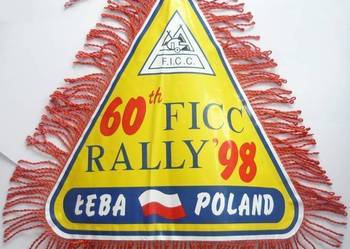 F.I.C.C.
60th FICC
RALLY '98
ŁEBA POLAND